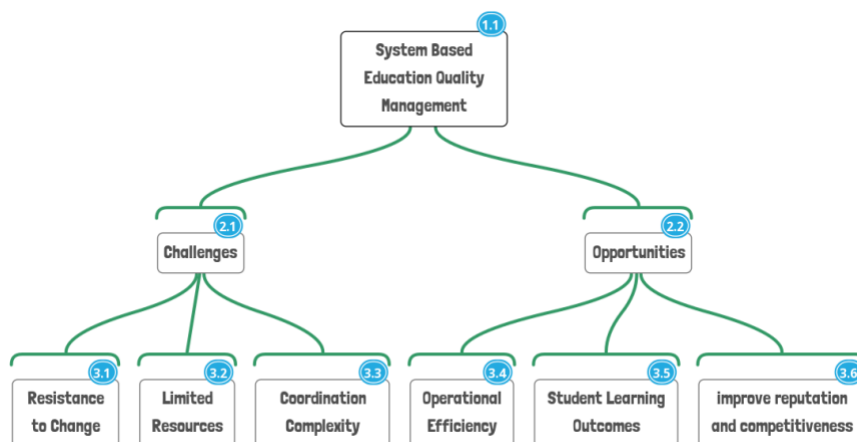 1.1
System Based
Education Quality
Management
2.1
Challenges
2.2
Opportunities
3.1
Resistance
to Change
3.2
Limited
Resources
3.3
Coordination
Complexity
3.4
Operational
Efficiency
3.5
Student Learning
Outcomes
3.6
improve reputation
and competitiveness